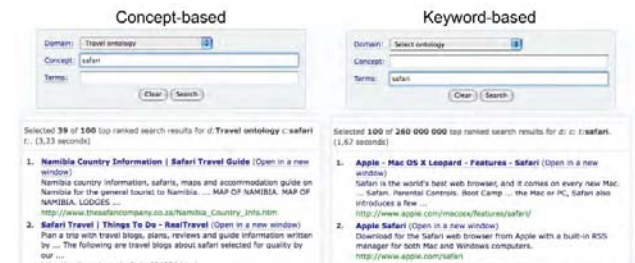 Concept-based
Domain: Travel ontology
Concept: safari
Terms:
Clear Search
Selected 39 of 100 top ranked search results for d:Travel ontology c:safari
t:. (3,33 seconds)
1. Namibia Country Information | Safari Travel Guide (Open in a new
window)
Namibia country information, safaris, maps and accommodation guide on
Namibia for the general tourist to Namibia. ... MAP OF NAMIBIA. MAP OF
NAMIBIA. LODGES ...
http://www.thesafaricompany.co.za/Namibia_Country_Info.htm
2. Safari Travel | Things To Do - RealTravel (Open in a new window)
Plan a trip with travel blogs, plans, reviews and guide information written
by ... The following are travel blogs about safari selected for quality by
our ...
Keyword-based
Domain: Select ontology
Concept:
Terms: safari
Clear Search
Selected 100 of 260 000 000 top ranked search results for d: c: t:safari.
(1,67 seconds)
1. Apple - Mac OS X Leopard - Features - Safari (Open in a new
window)
Safari is the world's best web browser, and it comes on every new Mac.
... Safari. Parental Controls. Boot Camp ... the Mac or PC, Safari also
introduces a few ...
http://www.apple.com/macosx/features/safari/
2. Apple Safari (Open in a new window)
Download for the Safari web browser from Apple with a built-in RSS
manager for both Mac and Windows computers.
http://www.apple.com/safari